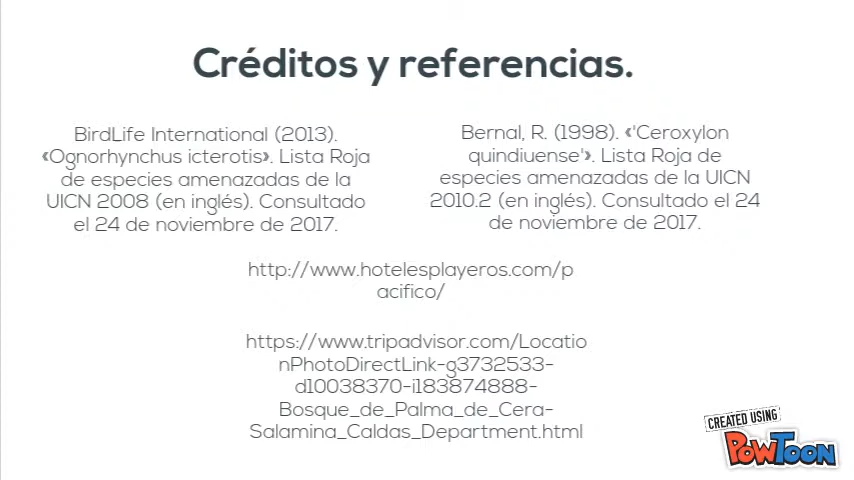 Créditos y referencias.
BirdLife International (2013).
«Ognorhynchus icterotis». Lista Roja
de especies amenazadas de la
UICN 2008 (en inglés). Consultado
el 24 de noviembre de 2017.
Bernal, R. (1998). «'Ceroxylon
quindiuense'». Lista Roja de
especies amenazadas de la UICN
2010.2 (en inglés). Consultado el 24
de noviembre de 2017.
http://www.hotelesplayeros.com/p
acifico/
https://www.tripadvisor.com/Locatio
nPhotoDirectLink-g3732533-
d10038370-i183874888-
Bosque_de_Palma_de_Cera-
Salamina_Caldas_Department.html
CREATED USING
POWTOON